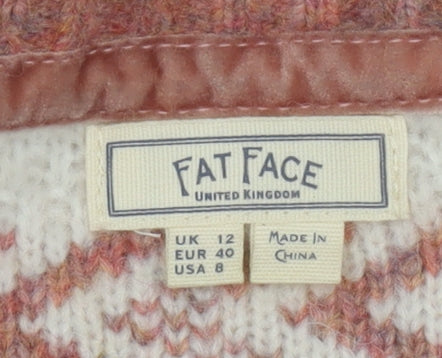 FAT FACE
UNITED KINGDOM
UK 12
EUR 40
USA 8
MADE IN
CHINA